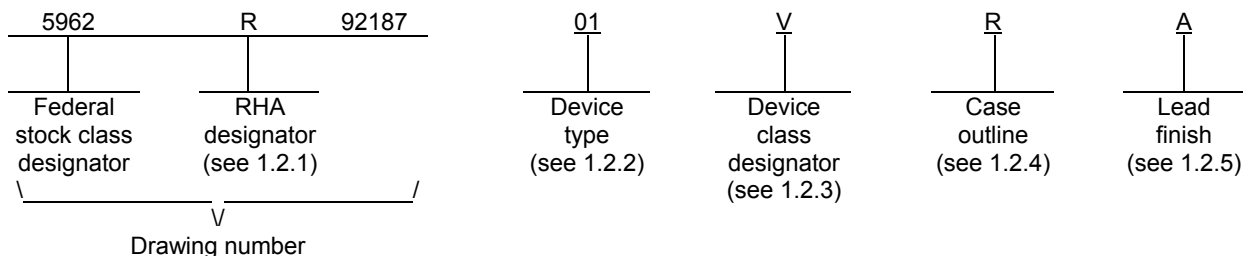 5962 R 92187 01 V R A
Federal RHA Device Device Case Lead
stock class designator type class outline finish
designator (see 1.2.1) (see 1.2.2) designator (see 1.2.4) (see 1.2.5)
(see 1.2.3)
Drawing number